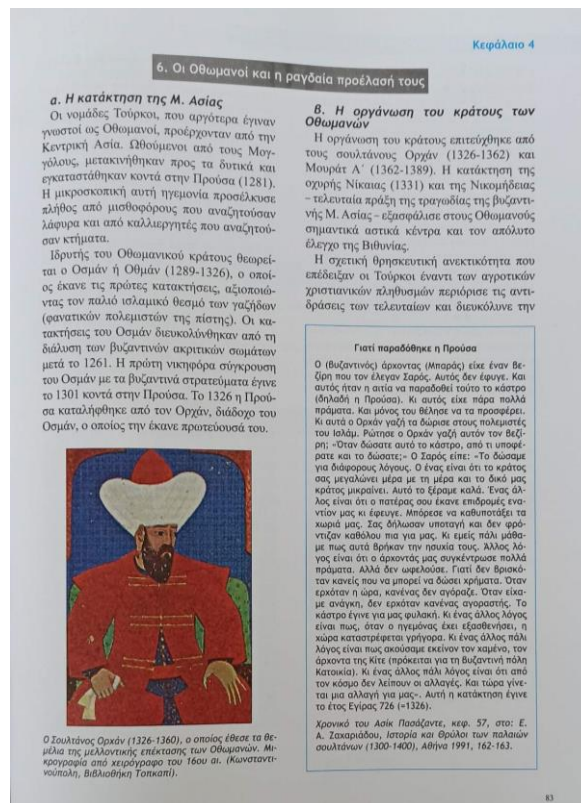 Κεφάλαιο 4
6. Οι Οθωμανοί και η ραγδαία προέλασή τους
α. Η κατάκτηση της Μ. Ασίας
Οι νομάδες Τούρκοι, που αργότερα έγιναν
γνωστοί ως Οθωμανοί, προέρχονταν από την
Κεντρική Ασία. Ωθούμενοι από τους Μογ-
γόλους, μετακινήθηκαν προς τα δυτικά και
εγκαταστάθηκαν κοντά στην Προύσα (1281).
Η μικροσκοπική αυτή ηγεμονία προσέλκυσε
πλήθος από μισθοφόρους που αναζητούσαν
λάφυρα και από καλλιεργητές που αναζητού-
σαν κτήματα.
Ιδρυτής του Οθωμανικού κράτους θεωρεί-
ται ο Οσμάν ή Οθμάν (1289-1326), ο οποί-
ος έκανε τις πρώτες κατακτήσεις, αξιοποιώ-
ντας τον παλιό ισλαμικό θεσμό των γαζήδων
(φανατικών πολεμιστών της πίστης). Οι κα-
τακτήσεις του Οσμάν διευκολύνθηκαν από τη
διάλυση των βυζαντινών ακριτικών σωμάτων
μετά το 1261. Η πρώτη νικηφόρα σύγκρουση
του Οσμάν με τα βυζαντινά στρατεύματα έγινε
το 1301 κοντά στην Προύσα. Το 1326 η Πρού-
σα καταλήφθηκε από τον Ορχάν, διάδοχο του
Οσμάν, ο οποίος την έκανε πρωτεύουσά του.
Ο Σουλτάνος Ορχάν (1326-1360), ο οποίος έθεσε τα θε-
μέλια της μελλοντικής επέκτασης των Οθωμανών. Μι-
κρογραφία από χειρόγραφο του 16ου αι. (Κωνσταντι-
νούπολη, Βιβλιοθήκη Τοπκαπί).
β. Η οργάνωση του κράτους των
Οθωμανών
Η οργάνωση του κράτους επιτεύχθηκε από
τους σουλτάνους Ορχάν (1326-1362) και
Μουράτ Α΄ (1362-1389). Η κατάκτηση της
οχυρής Νίκαιας (1331) και της Νικομήδειας
– τελευταία πράξη της τραγωδίας της βυζαντι-
νής Μ. Ασίας – εξασφάλισε στους Οθωμανούς
σημαντικά αστικά κέντρα και τον απόλυτο
έλεγχο της Βιθυνίας.
Η σχετική θρησκευτική ανεκτικότητα που
επέδειξαν οι Τούρκοι έναντι των αγροτικών
χριστιανικών πληθυσμών περιόρισε τις αντι-
δράσεις των τελευταίων και διευκόλυνε την
Γιατί παραδόθηκε η Προύσα
Ο (Βυζαντινός) άρχοντας (Μπαράς) είχε έναν βε-
ζίρη που τον έλεγαν Σαρός. Αυτός δεν έφυγε. Και
αυτός ήταν η αιτία να παραδοθεί τούτο το κάστρο
(δηλαδή η Προύσα). Κι αυτός είχε πάρα πολλά
πράματα. Και μόνος του θέλησε να τα προσφέρει.
Κι αυτά ο Ορχάν γαζή τα δώρισε στους πολεμιστές
του Ισλάμ. Ρώτησε ο Ορχάν γαζή αυτόν τον βεζί-
ρη; «Όταν δώσατε αυτό το κάστρο, από τι υποφέ-
ρατε και το δώσατε;» Ο Σαρός είπε: «Το δώσαμε
για διάφορους λόγους. Ο ένας είναι ότι το κράτος
σας μεγαλώνει μέρα με τη μέρα και το δικό μας
κράτος μικραίνει. Αυτό το ξέραμε καλά. Ένας άλ-
λος είναι ότι ο πατέρας σου έκανε επιδρομές ενα-
ντίον μας κι έφευγε. Μπόρεσε να καθυποτάξει τα
χωριά μας. Σας δήλωσαν υποταγή και δεν φρό-
ντιζαν καθόλου πια για μας. Κι εμείς πάλι μάθα-
με πως αυτά βρήκαν την ησυχία τους. Άλλος λό-
γος είναι ότι ο άρχοντάς μας συγκέντρωσε πολλά
πράματα. Αλλά δεν ωφελούσε. Γιατί δεν βρισκό-
ταν κανείς που να μπορεί να δώσει χρήματα. Όταν
ερχόταν η ώρα, κανένας δεν αγόραζε. Όταν είχα-
με ανάγκη, δεν ερχόταν κανένας αγοραστής. Το
κάστρο έγινε για μας φυλακή. Κι ένας άλλος λόγος
είναι πως, όταν ο ηγεμόνας έχει εξασθενήσει, η
χώρα καταστρέφεται γρήγορα. Κι ένας άλλος πάλι
λόγος είναι πως ακούσαμε εκείνον τον χαμένο, τον
άρχοντα της Κίτε (πρόκειται για τη Βυζαντινή πόλη
Κατοικία). Κι ένας άλλος πάλι λόγος είναι ότι από
τον κόσμο δεν λείπουν οι αλλαγές. Και τώρα γίνε-
ται μια αλλαγή για μας». Αυτή η κατάκτηση έγινε
το έτος Εγίρας 726 (=1326).
Χρονικό του Ασίκ Πασάζαντε, κεφ. 57, στο: Ε.
Α. Ζαχαριάδου, Ιστορία και Θρύλοι των παλαιών
σουλτάνων (1300-1400), Αθήνα 1991, 162-163.
83